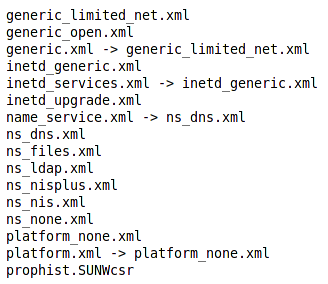 generic_limited_net.xml
generic_open.xml
generic.xml -> generic_limited_net.xml
inetd_generic.xml
inetd_services.xml -> inetd_generic.xml
inetd_upgrade.xml
name_service.xml -> ns_dns.xml
ns_dns.xml
ns_files.xml
ns_ldap.xml
ns_nisplus.xml
ns_nis.xml
ns_none.xml
platform_none.xml
platform.xml -> platform_none.xml
prophist.SUNWcsr